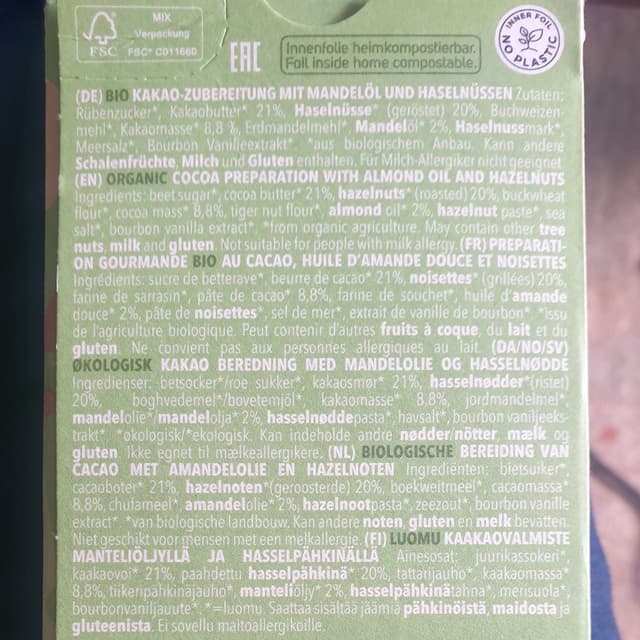 MIX
Verpackung
FSC
FSC® C011660
EAC
Innenfolie heimkompostierbar.
Foil inside home compostable.
INNER FOIL
NO PLASTIC
(DE) BIO KAKAO-ZUBEREITUNG MIT MANDELÖL UND HASELNÜSSEN Zutaten:
Rübenzucker*, Kakaobutter* 21%, Haselnüsse* (geröstet) 20%, Buchweizen-
mehl*, Kakaomasse* 8,8 %, Erdmandelmehl*, Mandelöl* 2%, Haselnussmark*,
Meersalz*, Bourbon Vanilleextrakt*. *aus biologischem Anbau. Kann andere
Schalenfrüchte, Milch und Gluten enthalten. Für Milch-Allergiker nicht geeignet.
(EN) ORGANIC COCOA PREPARATION WITH ALMOND OIL AND HAZELNUTS
Ingredients: beet sugar*, cocoa butter* 21%, hazelnuts* (roasted) 20%, buckwheat
flour*, cocoa mass* 8,8%, tiger nut flour*, almond oil* 2%, hazelnut paste*, sea
salt*, bourbon vanilla extract*. *from organic agriculture. May contain other tree
nuts, milk and gluten. Not suitable for people with milk allergy. (FR) PREPARATI-
ON GOURMANDE BIO AU CACAO, HUILE D'AMANDE DOUCE ET NOISETTES
Ingrédients: sucre de betterave*, beurre de cacao* 21%, noisettes* (grillées) 20%,
farine de sarrasin*, pâte de cacao* 8,8%, farine de souchet*, huile d'amande
douce* 2%, pâte de noisettes*, sel de mer*, extrait de vanille de bourbon* *issu
de l'agriculture biologique. Peut contenir d'autres fruits à coque, du lait et du
gluten. Ne convient pas aux personnes allergiques au lait. (DA/NO/SV)
ØKOLOGISK KAKAO BEREDNING MED MANDELOLIE OG HASSELNØDDE
Ingredienser: betsocker*/roe sukker*, kakaosmør* 21%, hasselnødder*(ristet)
20%, boghvedemel*/bovetemjöl*, kakaomasse* 8,8%, jordmandelmel*,
mandelolie*/mandelolja* 2%, hasselnøddepasta*, havsalt*, bourbon vaniljeeks-
trakt*. *økologisk/*ekologisk. Kan indeholde andre nødder/nötter, mælk og
gluten. Ikke egnet til mælkeallergikere. (NL) BIOLOGISCHE BEREIDING VAN
CACAO MET AMANDELOLIE EN HAZELNOTEN Ingrediënten: bietsuiker*,
cacaoboter* 21%, hazelnoten*(geroosterde) 20%, boekweitmeel*, cacaomassa*
8,8%, chufameel*, amandelolie* 2%, hazelnootpasta*, zeezout*, bourbon vanille
extract* *van biologische landbouw. Kan andere noten, gluten en melk bevatten.
Niet geschikt voor mensen met een melkallergie. (FI) LUOMU KAAKAOVALMISTE
MANTELIÖLJYLLÄ JA HASSELPÄHKINÄLLÄ Ainesosat: juurikassokeri*,
kaakaovoi* 21%, paahdettu hasselpähkinä* 20%, tattarijauho*, kaakaomassa*
8,8%, tiikeripähkinäjauho*, manteliöljy* 2%, hasselpähkinätahna*, merisuola*,
bourbonvaniljauute*, *=luomu. Saattaa sisältää jäämiä pähkinöistä, maidosta ja
gluteenista. Ei sovellu maitoallergikoille.